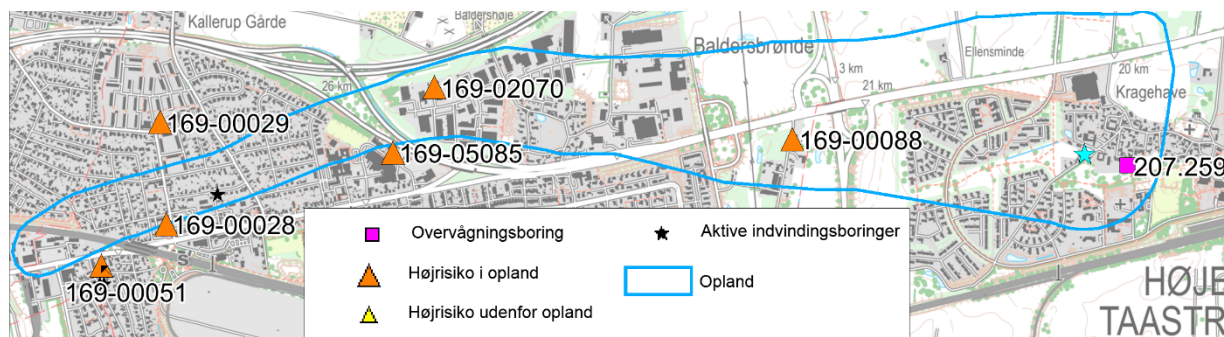 Kallerup Gårde
Baldershøje
Baldersbrønde
Ellensminde
3 km
21 km
20 km
Kragehave
26 km
169-02070
169-00029
169-05085
169-00088
207.259
169-00028
169-00051
S
Overvågningsboring
Aktive indvindingsboringer
Højrisiko i opland
Opland
Højrisiko udenfor opland
HØJE
TAASTR